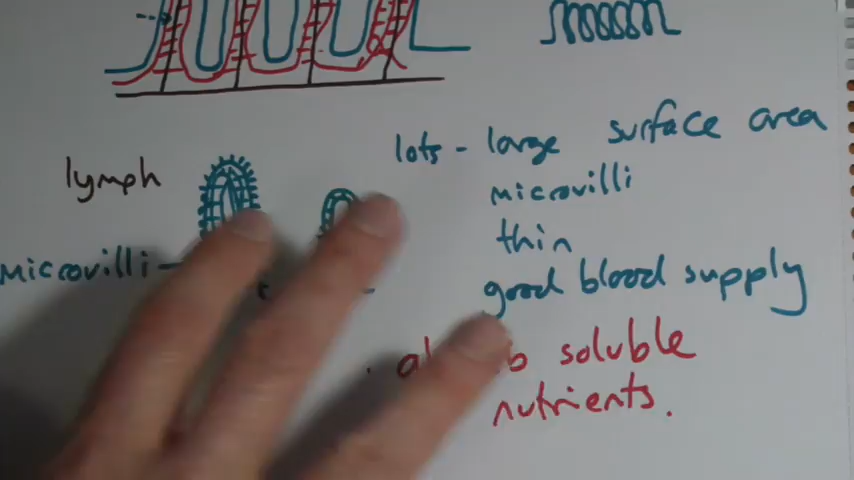 lots - large surface area
lymph
microvilli
thin
microvilli -
good blood supply
soluble
nutrients.